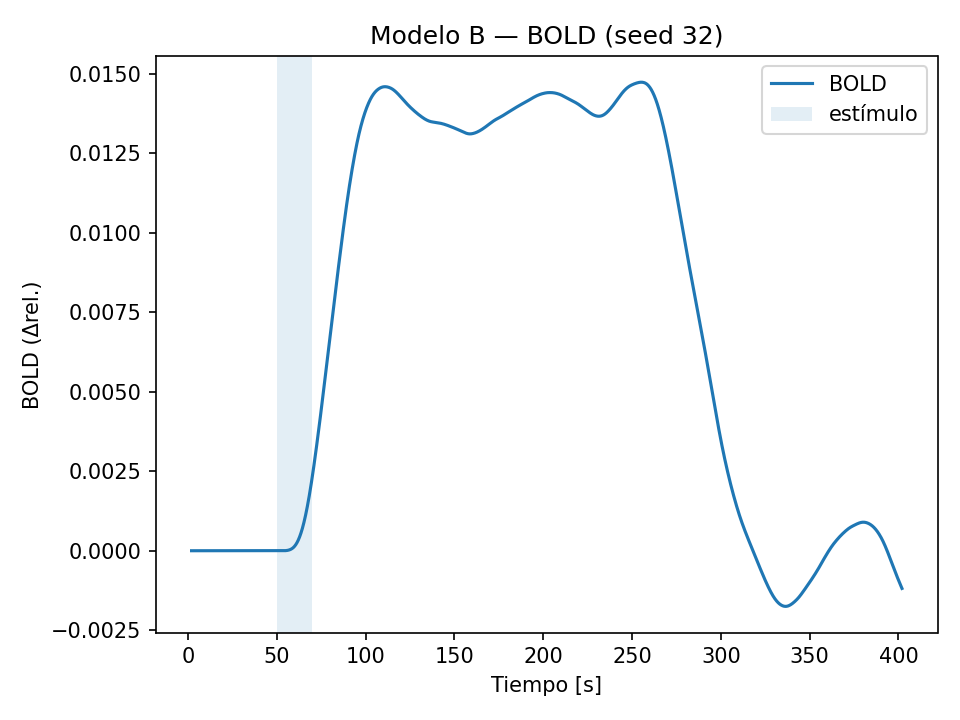 Modelo B — BOLD (seed 32)
BOLD
estímulo
0.0150
0.0125
0.0100
0.0075
0.0050
0.0025
0.0000
−0.0025
BOLD (Δrel.)
0 50 100 150 200 250 300 350 400
Tiempo [s]